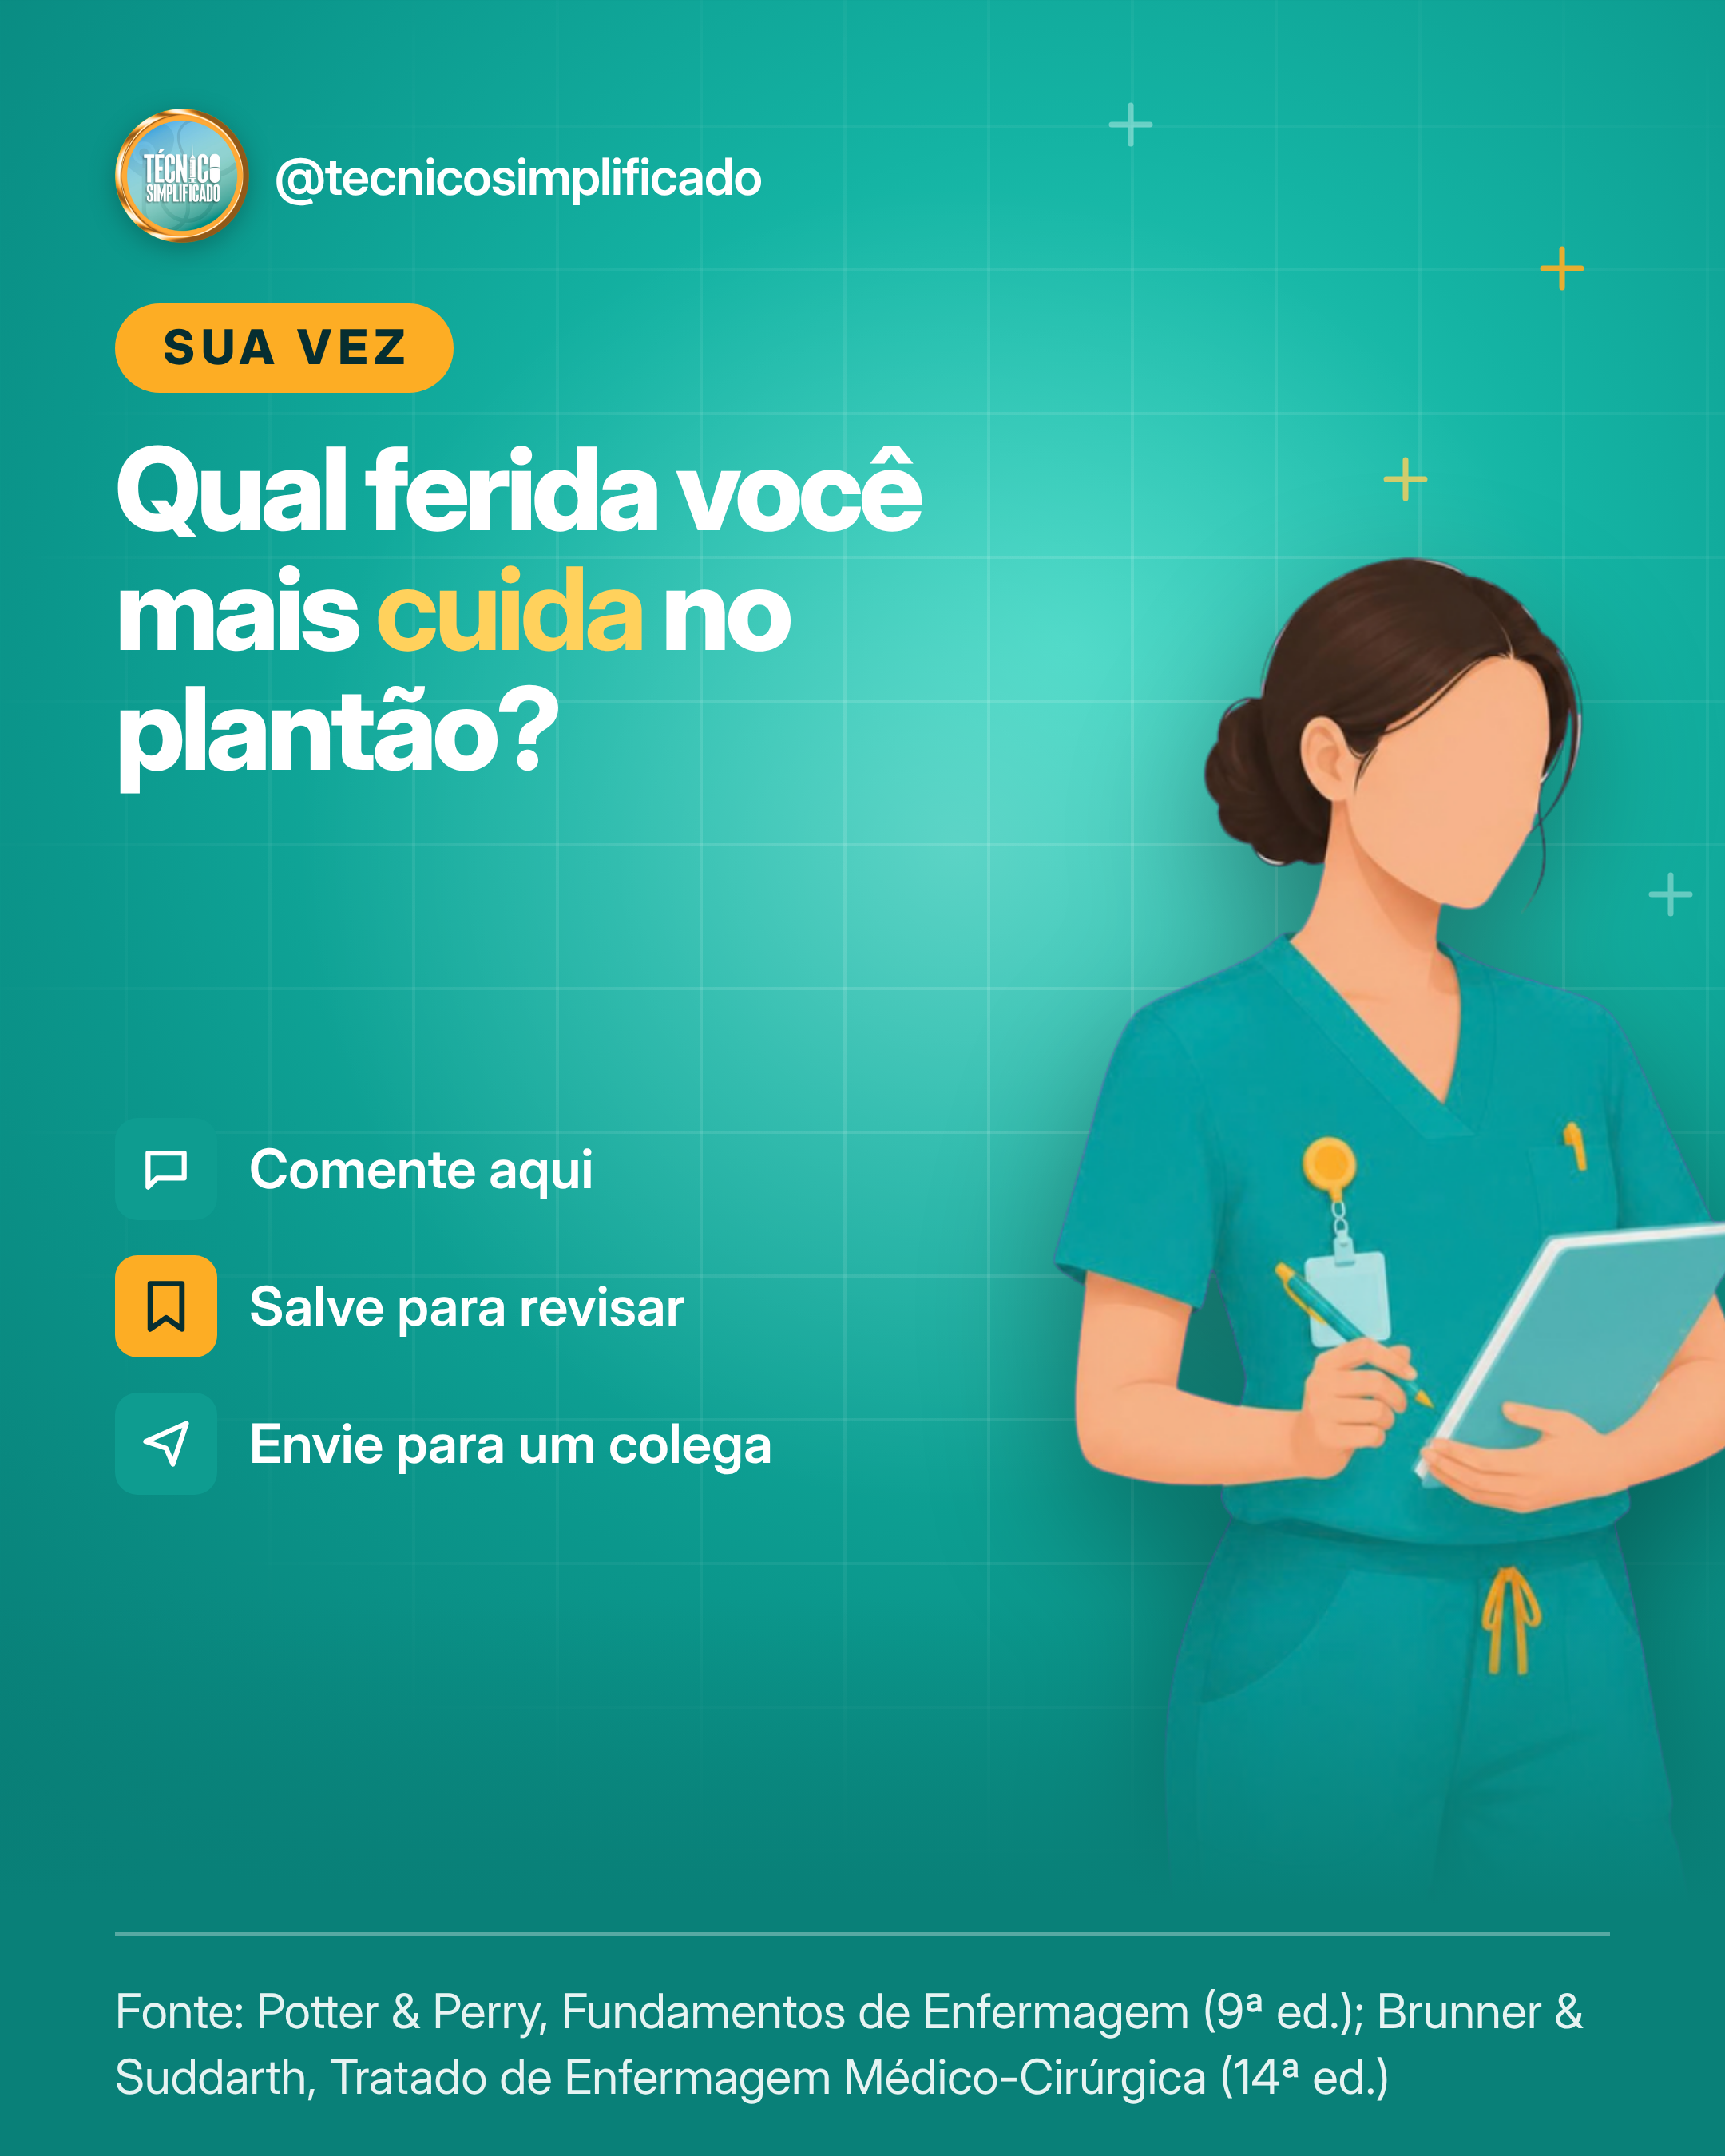 TÉCNICO
SIMPLIFICADO
@tecnicosimplificado
SUA VEZ
Qual ferida você
mais cuida no
plantão?
Comente aqui
Salve para revisar
Envie para um colega
Fonte: Potter & Perry, Fundamentos de Enfermagem (9ª ed.); Brunner &
Suddarth, Tratado de Enfermagem Médico-Cirúrgica (14ª ed.)